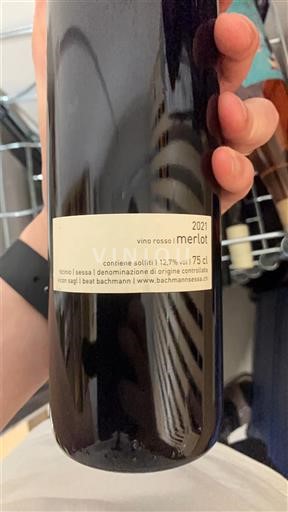 2021
vino rosso | merlot
VINIOU
contiene solfiti | 12,7% vol | 75 cl
ticino | sessa | denominazione di origine controllata
sagl | beat bachmann | www.bachmannsessa.ch